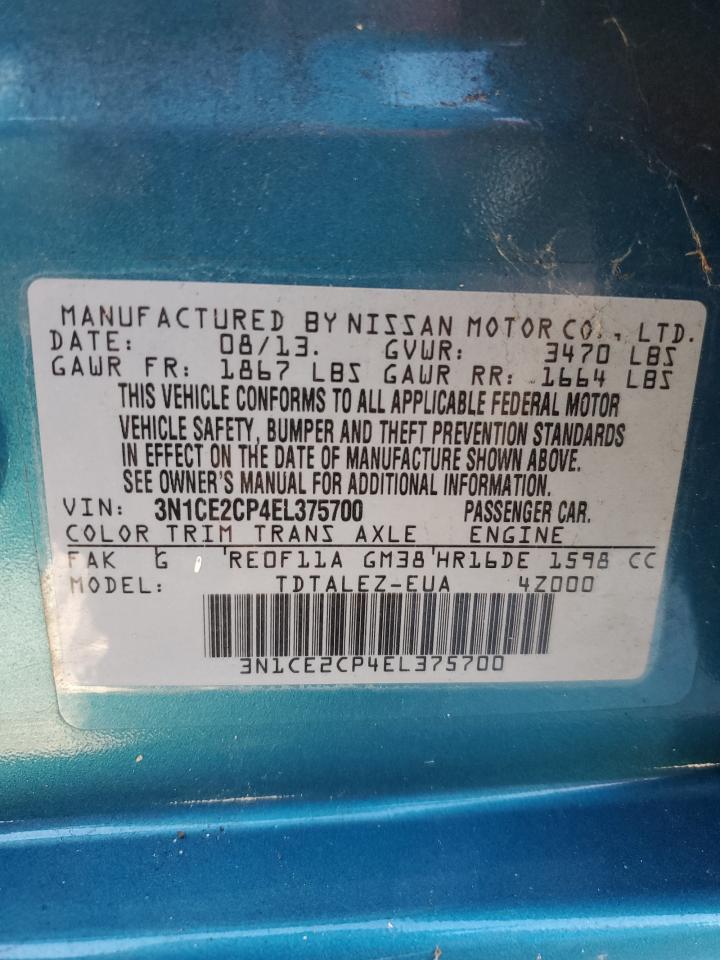 MANUFACTURED BY NISSAN MOTOR CO., LTD.
DATE: 08/13. GVWR: 3470 LBS
GAWR FR: 1867 LBS GAWR RR: 1664 LBS
THIS VEHICLE CONFORMS TO ALL APPLICABLE FEDERAL MOTOR
VEHICLE SAFETY, BUMPER AND THEFT PREVENTION STANDARDS
IN EFFECT ON THE DATE OF MANUFACTURE SHOWN ABOVE.
SEE OWNER'S MANUAL FOR ADDITIONAL INFORMATION.
VIN: 3N1CE2CP4EL375700 PASSENGER CAR.
COLOR TRIM TRANS AXLE ENGINE
FAK G RE0F11A GM38 HR16DE 1598 CC
MODEL: TDTALEZ-EUA 4Z000
3N1CE2CP4EL375700